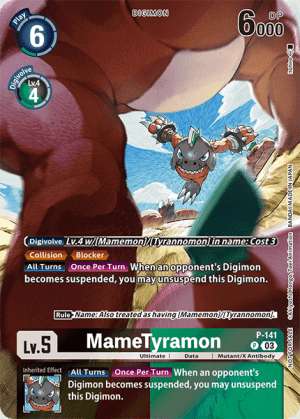 DIGIMON
Play
6
DP
6000
Digivolve
Lv.4
4
Digivolve Lv.4 w/[Mamemon]/[Tyrannomon] in name: Cost 3
Collision Blocker
All Turns Once Per Turn When an opponent's Digimon
becomes suspended, you may unsuspend this Digimon.
Rule Name: Also treated as having [Mamemon]/[Tyrannomon].
P-141
Lv.5
MameTyramon
P 03
Ultimate Data Mutant/X Antibody
Inherited Effect
All Turns Once Per Turn When an opponent's
Digimon becomes suspended, you may unsuspend
this Digimon.